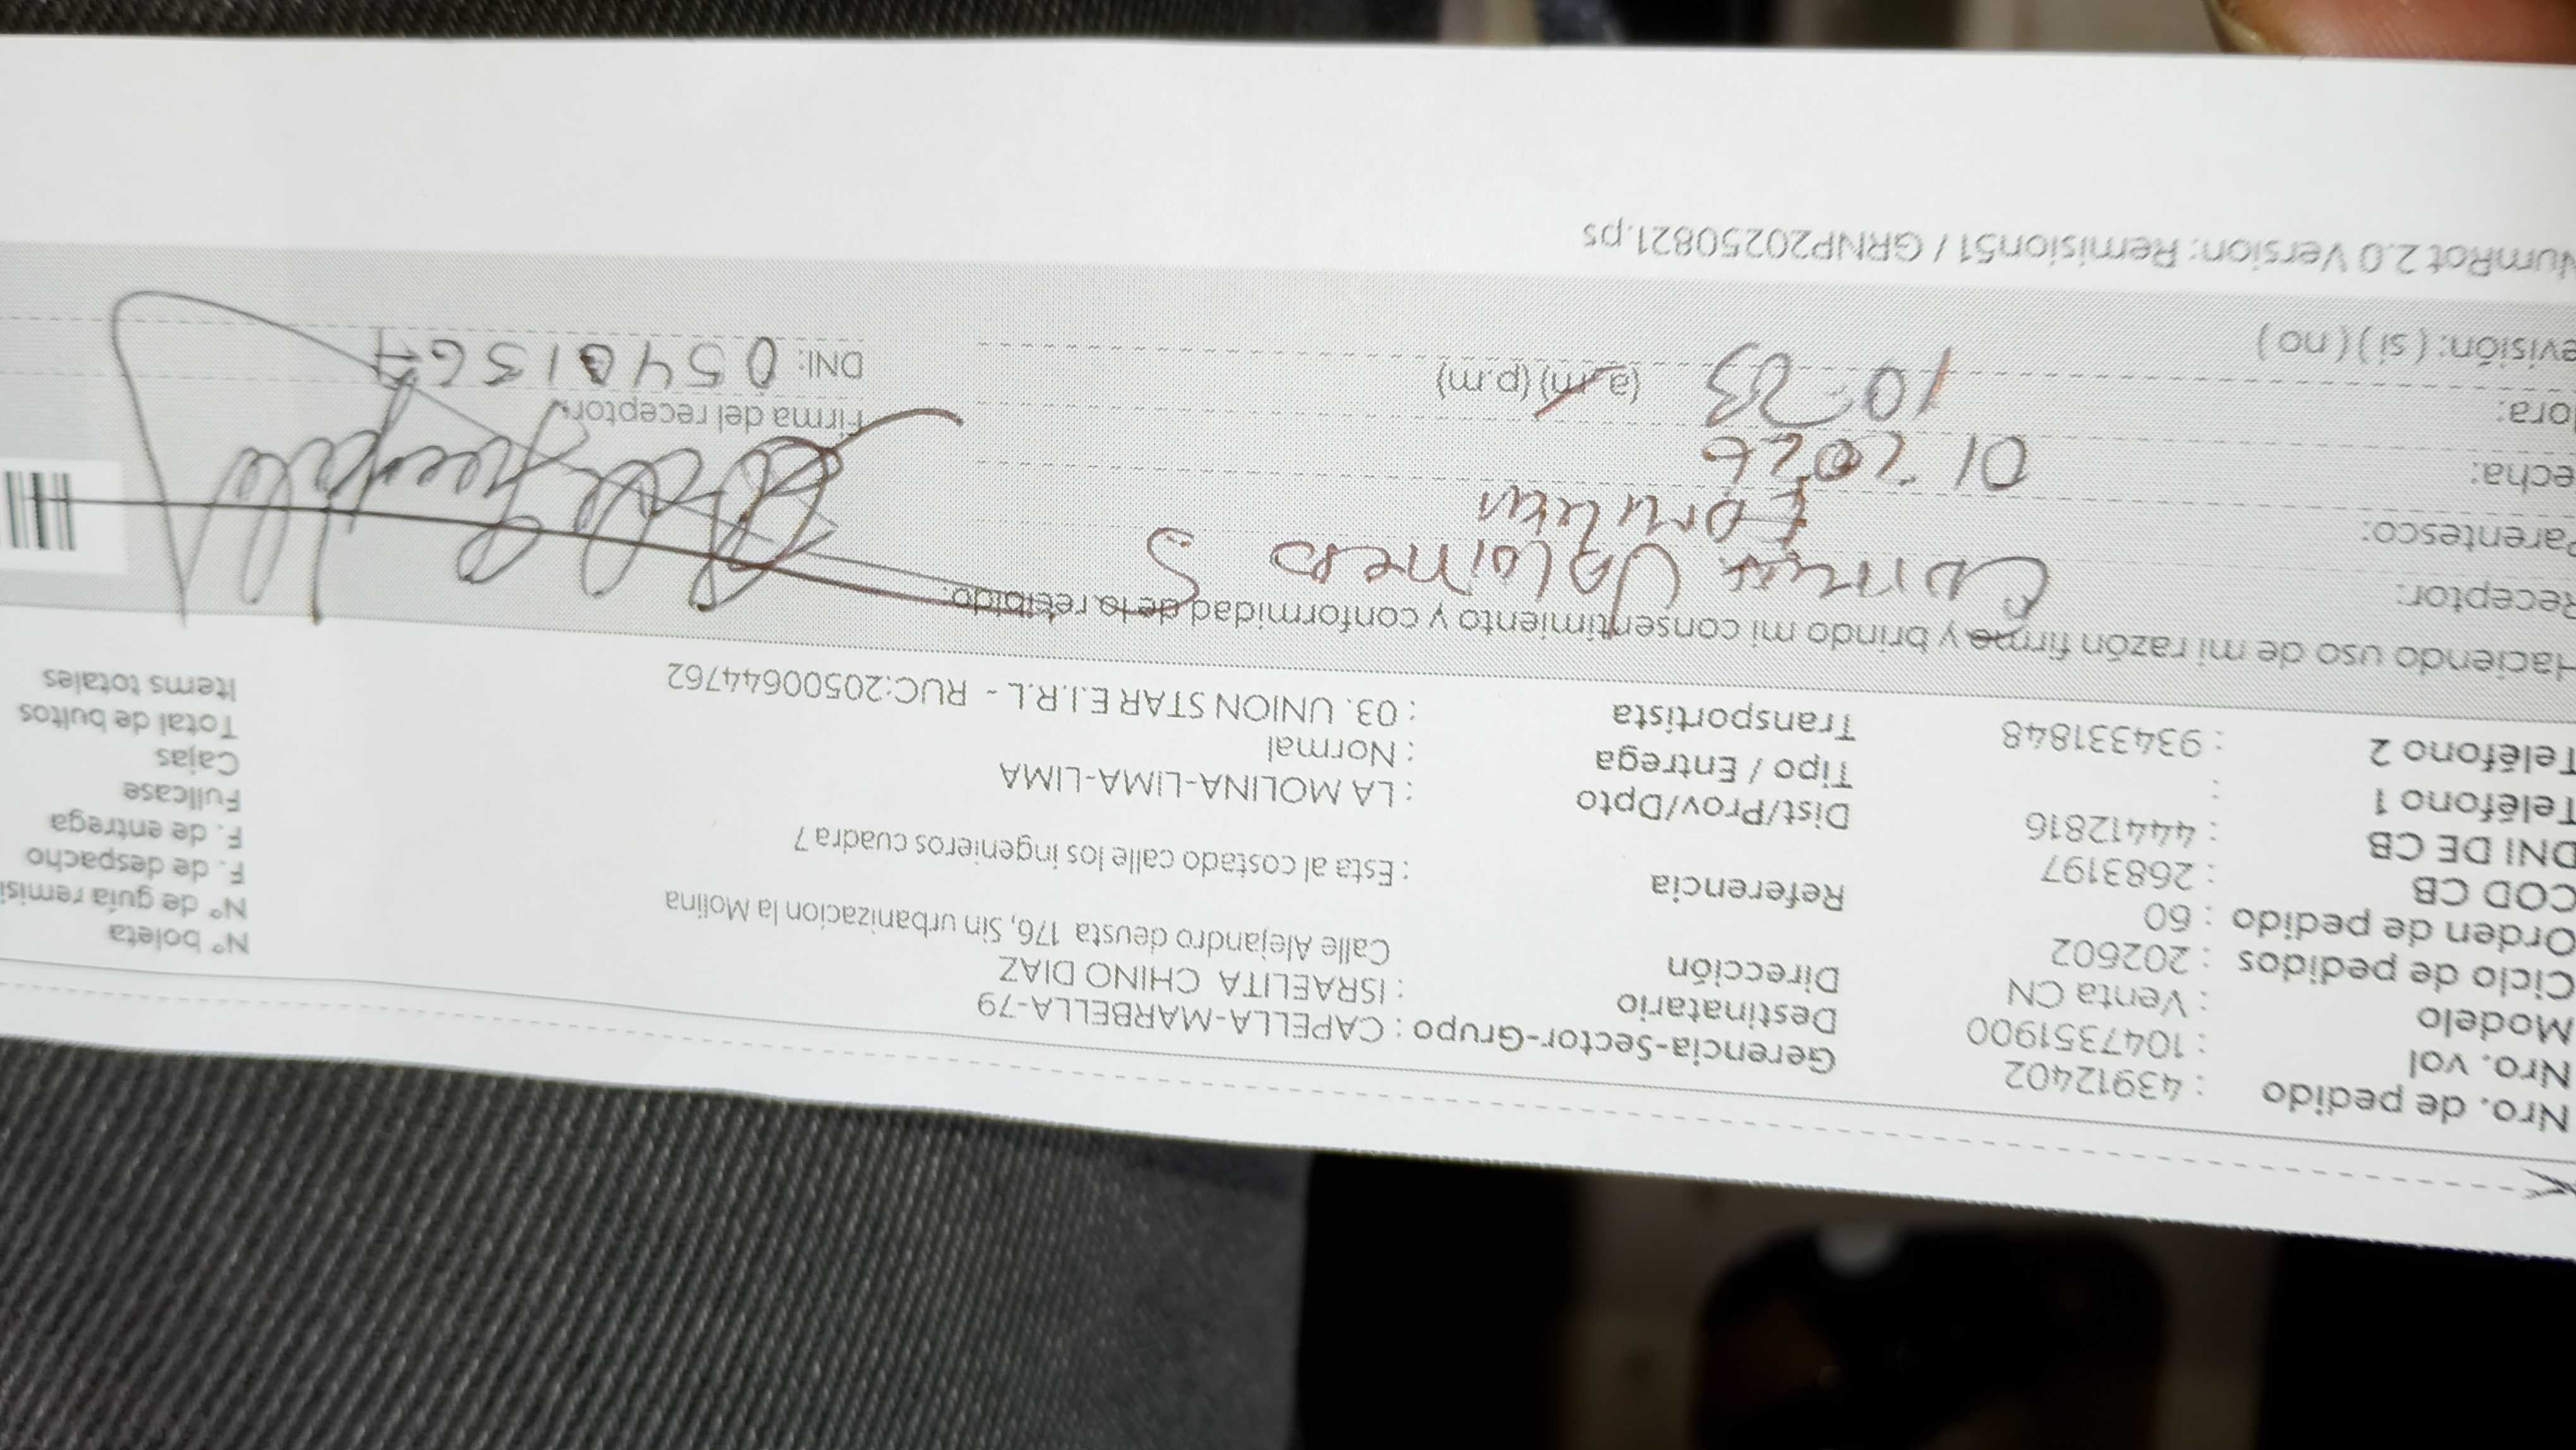 Nro. de pedido : 43912402
Nro. vol : 1047351900
Modelo : Venta CN
Ciclo de pedidos : 202602
Orden de pedido : 60
COD CB : 2683197
DNI DE CB : 44412816
Teléfono 1 :
Teléfono 2 : 934331848
Gerencia-Sector-Grupo : CAPELLA-MARBELLA-79
Destinatario : ISRAELITA CHINO DIAZ
Dirección Calle Alejandro deusta 176, Sin urbanizacion la Molina
Referencia : Esta al costado calle los ingenieros cuadra 7
Dist/Prov/Dpto : LA MOLINA-LIMA-LIMA
Tipo / Entrega : Normal
Transportista : 03. UNION STAR E.I.R.L - RUC:20500644762
Nº boleta
Nº de guía remisi
F. de despacho
F. de entrega
Fullcase
Cajas
Total de bultos
Items totales
Haciendo uso de mi razón firme y brindo mi consentimiento y conformidad de lo recibido.
Receptor:
Parentesco:
echa:
ora: 10-23 (a.m) (p.m)
evisión: ( si ) ( no )
Firma del receptor:
DNI:
NumRot 2.0 Version: Remision51 / GRNP20250821.ps